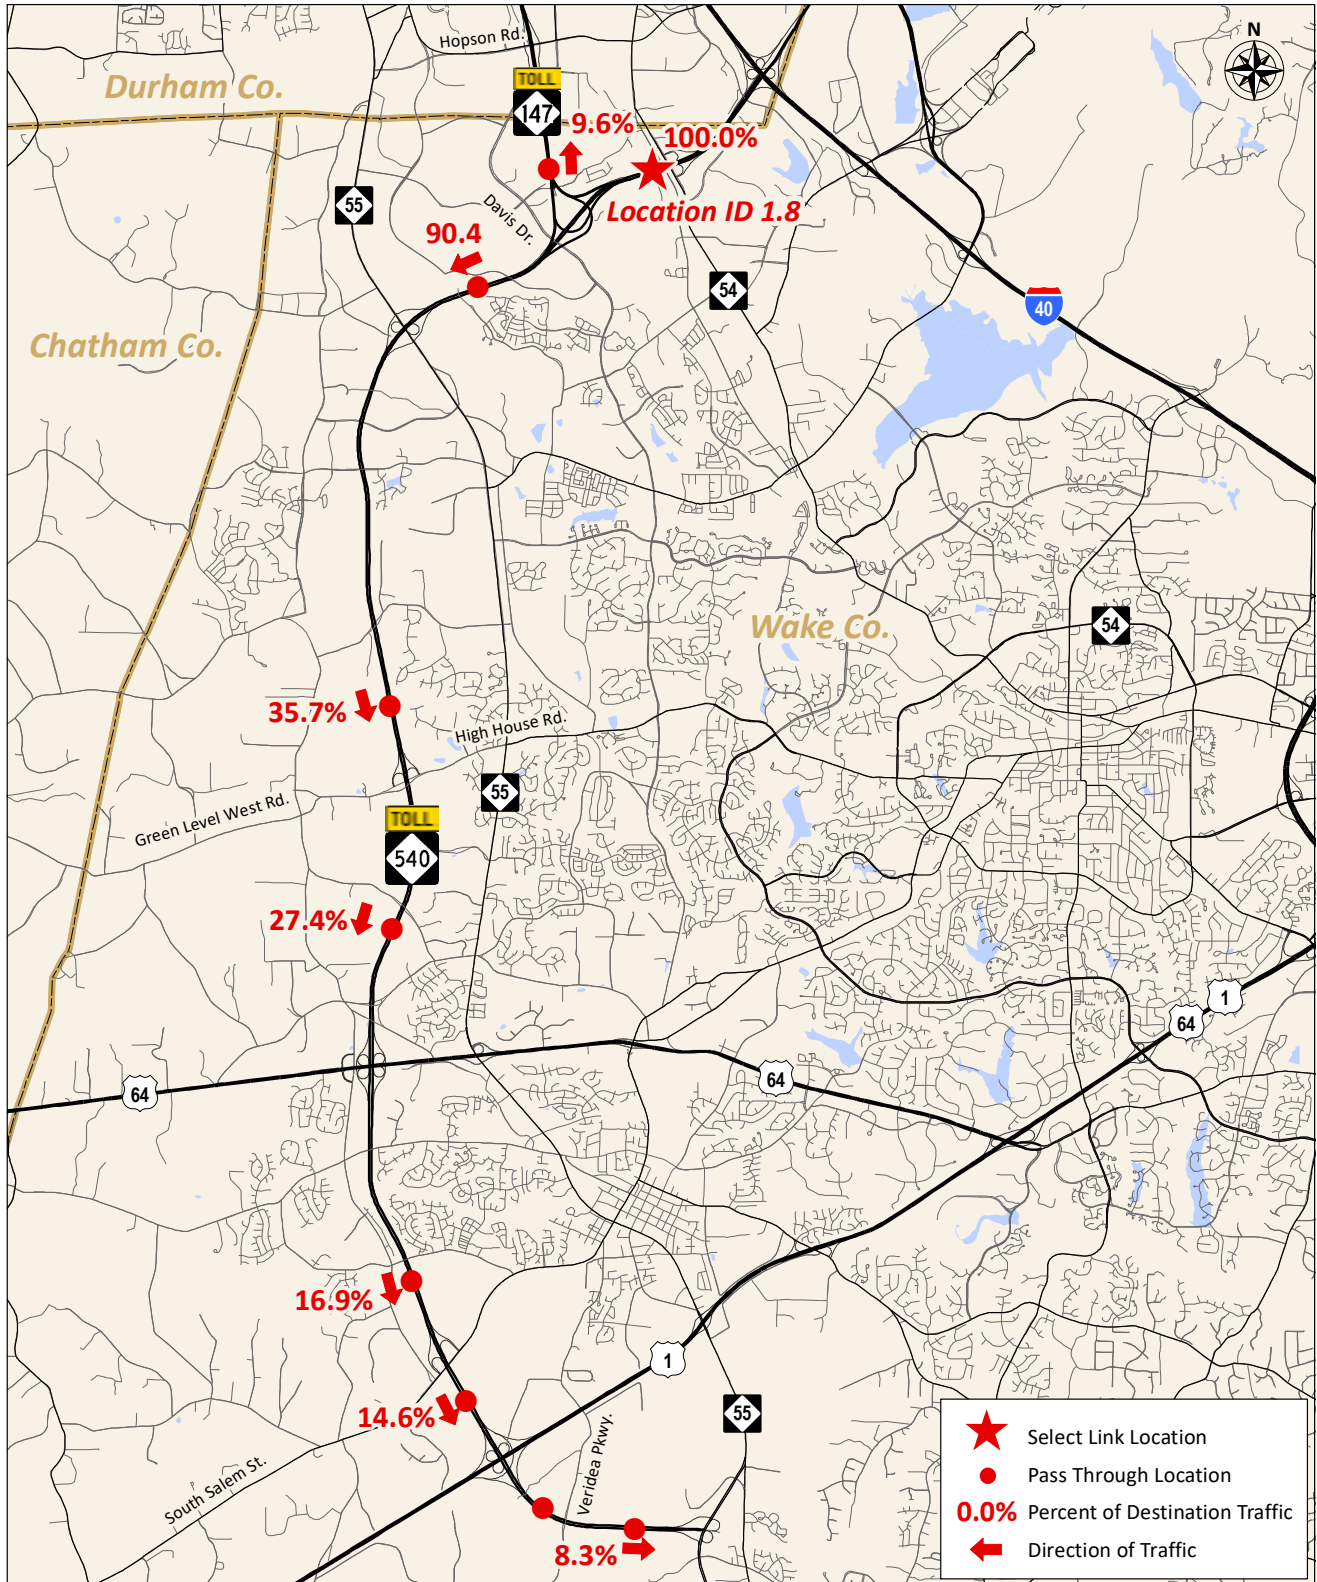 Hopson Rd.
N
Durham Co.
TOLL
147
9.6%
100.0%
55
Davis Dr.
Location ID 1.8
90.4
54
40
Chatham Co.
Wake Co.
54
35.7%
High House Rd.
55
Green Level West Rd.
TOLL
540
27.4%
1
64
64
64
16.9%
1
14.6%
55
South Salem St.
Veridea Pkwy.
8.3%
Select Link Location
Pass Through Location
0.0% Percent of Destination Traffic
Direction of Traffic